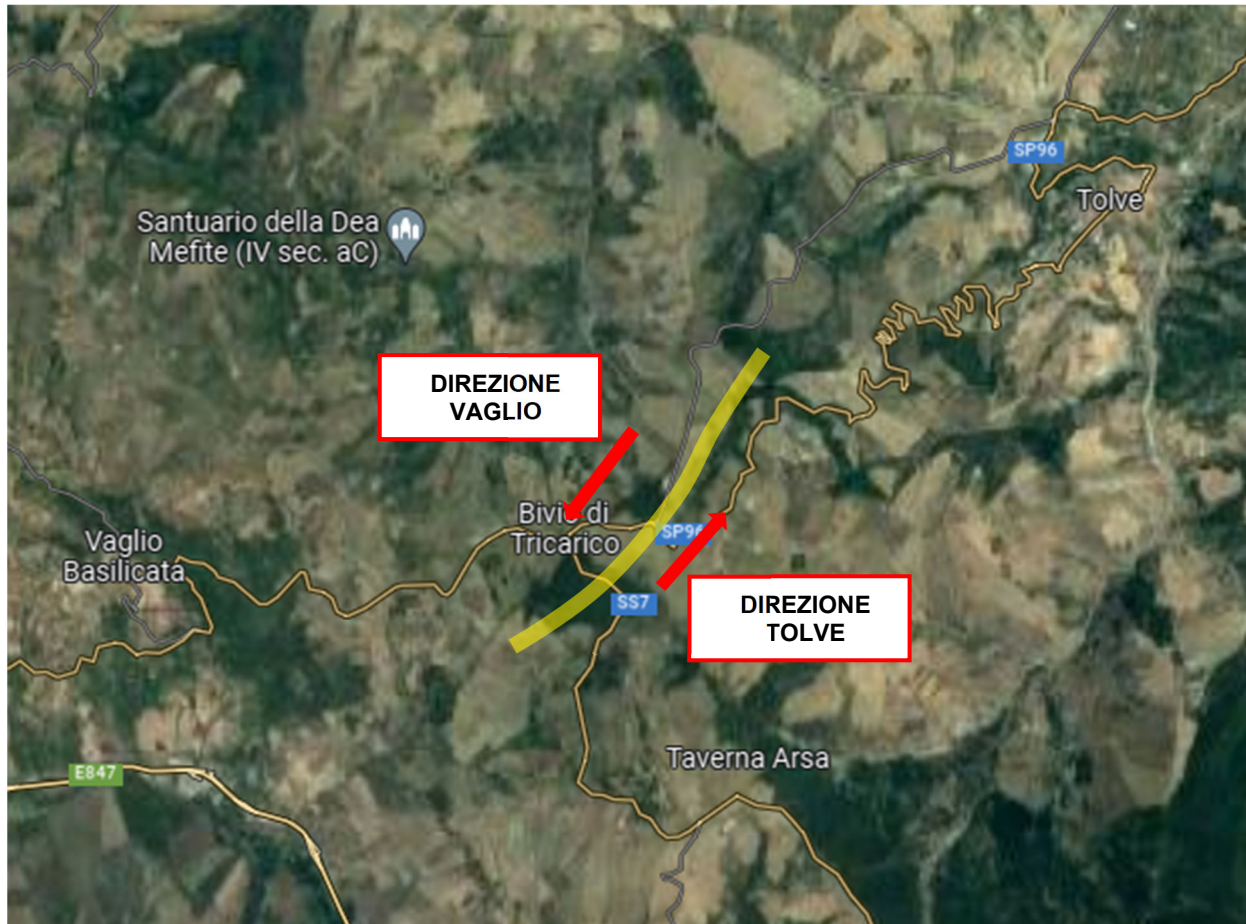 SP96
Tolve
Santuario della Dea
Mefite (IV sec. aC)
DIREZIONE
VAGLIO
Bivio di
Tricarico
SP96
Vaglio
Basilicata
SS7
DIREZIONE
TOLVE
Taverna Arsa
E847